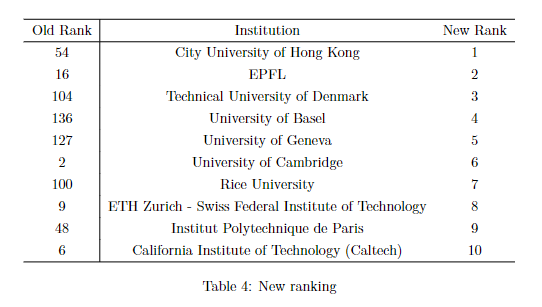 Old Rank Institution New Rank
54 City University of Hong Kong 1
16 EPFL 2
104 Technical University of Denmark 3
136 University of Basel 4
127 University of Geneva 5
2 University of Cambridge 6
100 Rice University 7
9 ETH Zurich - Swiss Federal Institute of Technology 8
48 Institut Polytechnique de Paris 9
6 California Institute of Technology (Caltech) 10
Table 4: New ranking